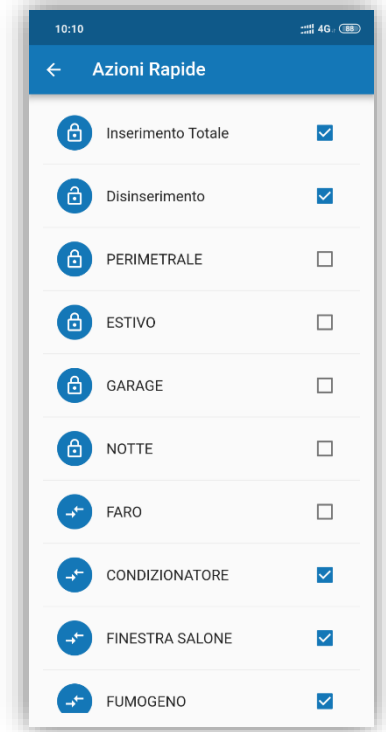 10:10 4G 88
Azioni Rapide
Inserimento Totale
Disinserimento
PERIMETRALE
ESTIVO
GARAGE
NOTTE
FARO
CONDIZIONATORE
FINESTRA SALONE
FUMOGENO